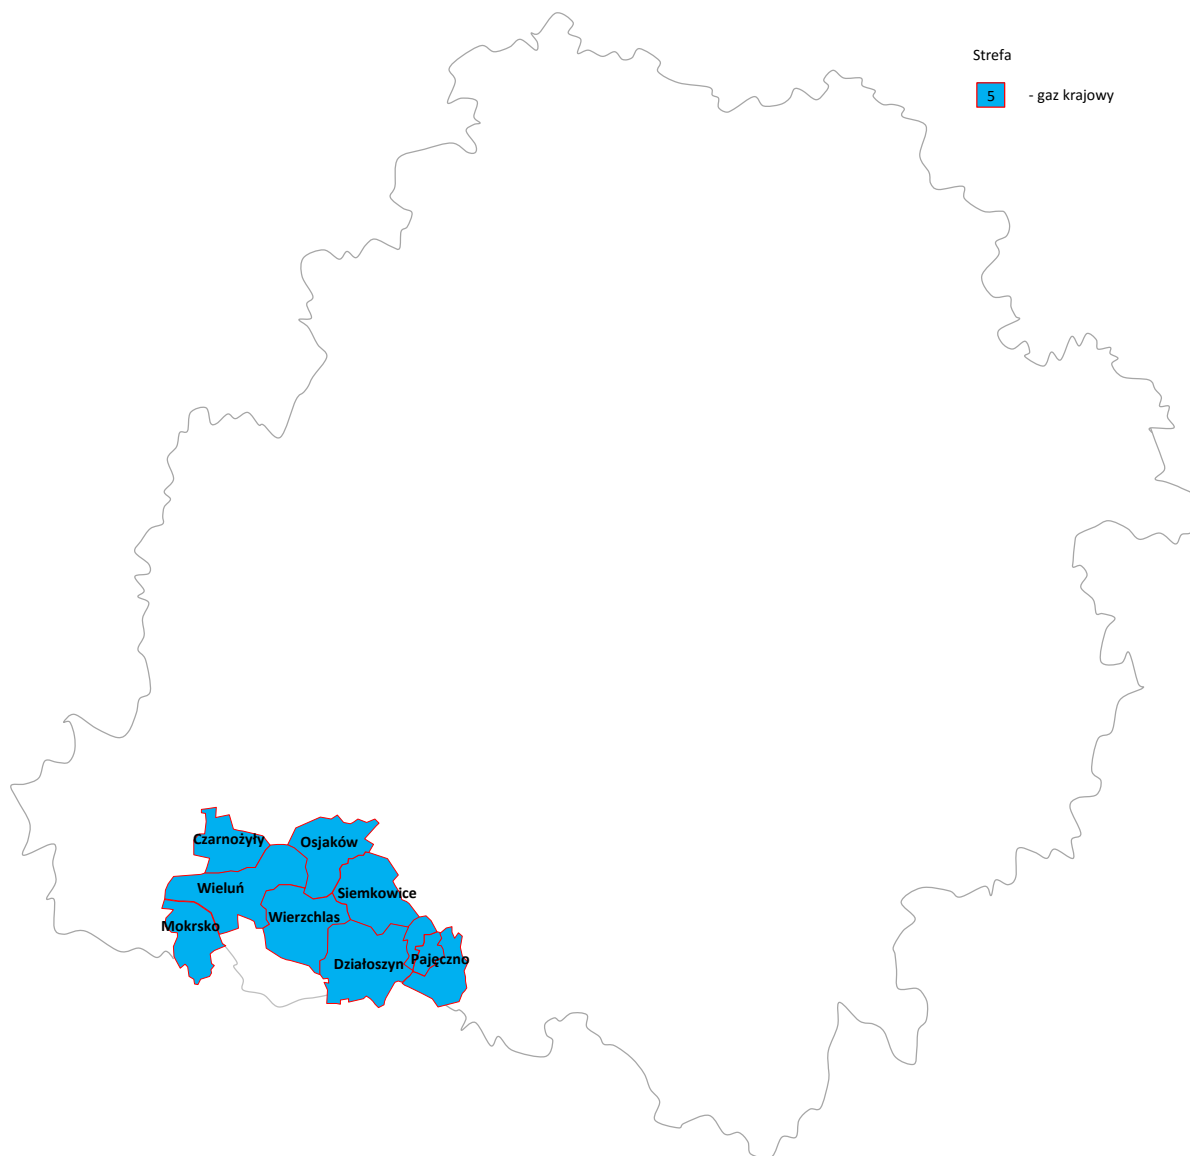 Strefa
5 - gaz krajowy
Czarnożyły
Osjaków
Wieluń
Siemkowice
Wierzchlas
Mokrsko
Pajęczno
Działoszyn